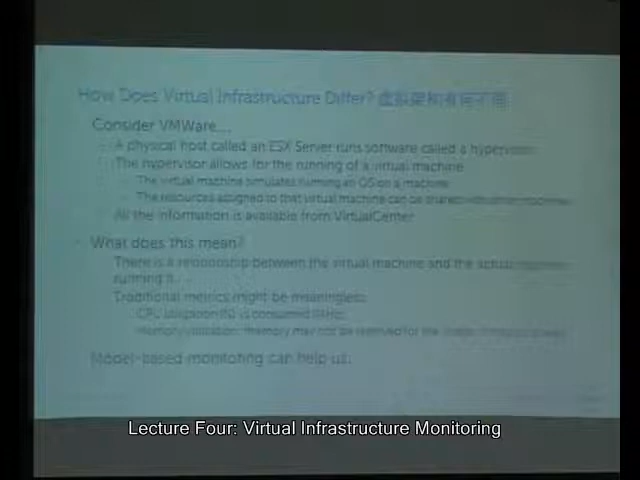 How Does Virtual Infrastructure Differ? 虚拟架构有何不同
Consider VMWare...
A physical host called an ESX Server runs software called a hypervisor
The hypervisor allows for the running of a virtual machine
The virtual machine simulates running an OS on a machine
The resources assigned to that virtual machine can be shared with other machines
All the information is available from VirtualCenter
What does this mean?
There is a relationship between the virtual machine and the actual
running it
Traditional metrics might be meaningless
CPU utilization (%) vs consumed (MHz)
Memory utilization: memory may not be reserved for the
Model-based monitoring can help us.
Lecture Four: Virtual Infrastructure Monitoring